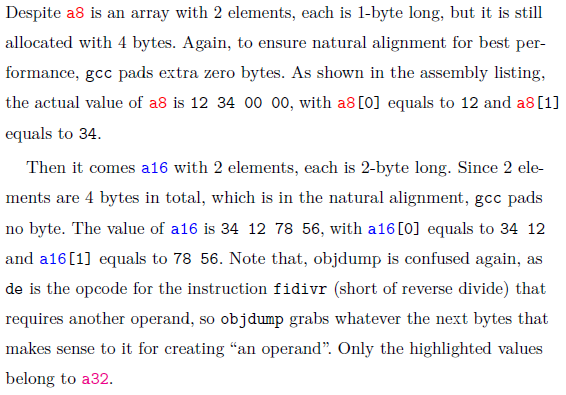 Despite a8 is an array with 2 elements, each is 1-byte long, but it is still
allocated with 4 bytes. Again, to ensure natural alignment for best per-
formance, gcc pads extra zero bytes. As shown in the assembly listing,
the actual value of a8 is 12 34 00 00, with a8[0] equals to 12 and a8[1]
equals to 34.
Then it comes a16 with 2 elements, each is 2-byte long. Since 2 ele-
ments are 4 bytes in total, which is in the natural alignment, gcc pads
no byte. The value of a16 is 34 12 78 56, with a16[0] equals to 34 12
and a16[1] equals to 78 56. Note that, objdump is confused again, as
de is the opcode for the instruction fidivr (short of reverse divide) that
requires another operand, so objdump grabs whatever the next bytes that
makes sense to it for creating “an operand”. Only the highlighted values
belong to a32.